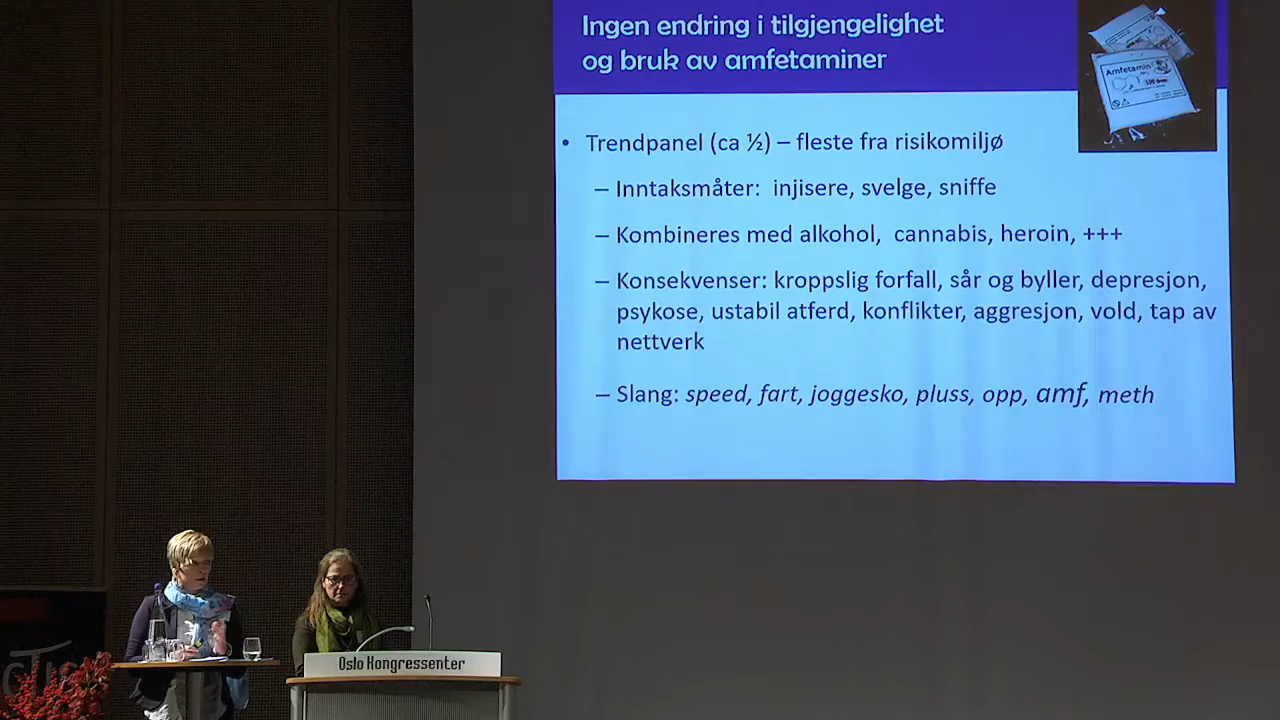 Ingen endring i tilgjengelighet
og bruk av amfetaminer
Amfetamin
• Trendpanel (ca ½) – fleste fra risikomiljø
– Inntaksmåter: injisere, svelge, sniffe
– Kombineres med alkohol, cannabis, heroin, +++
– Konsekvenser: kroppslig forfall, sår og byller, depresjon,
psykose, ustabil atferd, konflikter, aggresjon, vold, tap av
nettverk
– Slang: speed, fart, joggesko, pluss, opp, amf, meth
Oslo Kongressenter